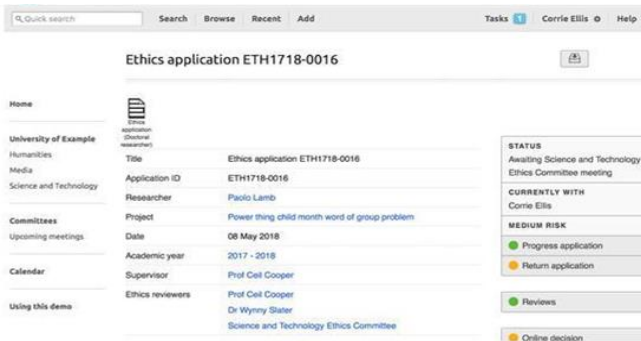 Quick search Search Browse Recent Add Tasks 1 Corrie Ellis Help
Ethics application ETH1718-0016
Home
University of Example
Humanities
Media
Science and Technology
Committees
Upcoming meetings
Calendar
Using this demo
Ethics
application
(Doctoral
researcher)
Title Ethics application ETH1718-0016
Application ID ETH1718-0016
Researcher Paolo Lamb
Project Power thing child month word of group problem
Date 08 May 2018
Academic year 2017 - 2018
Supervisor Prof Ceil Cooper
Ethics reviewers Prof Ceil Cooper
Dr Wynny Slater
Science and Technology Ethics Committee
STATUS
Awaiting Science and Technology
Ethics Committee meeting
CURRENTLY WITH
Corrie Ellis
MEDIUM RISK
Progress application
Return application
Reviews
Online decision